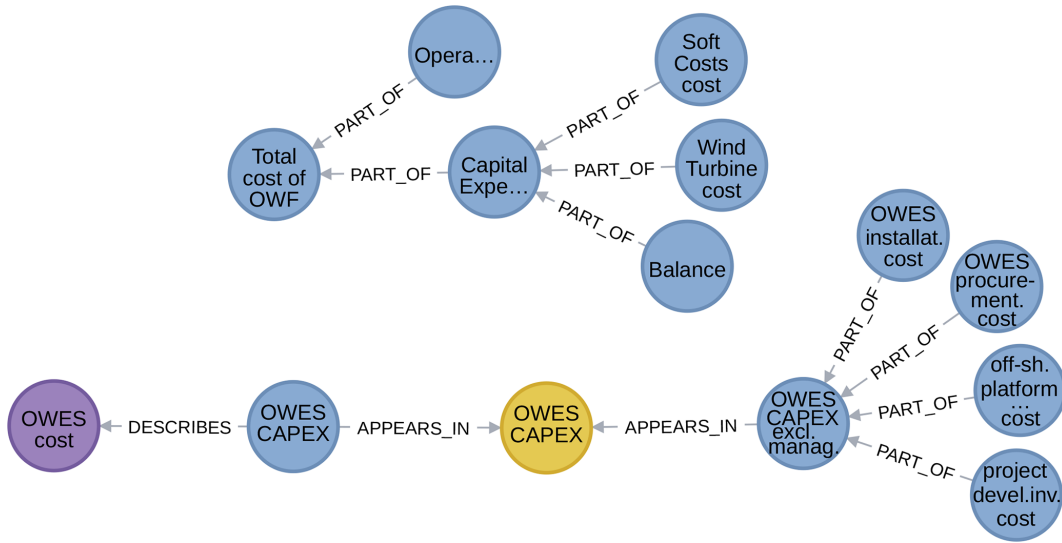 Opera…
Soft
Costs
cost
PART_OF
PART_OF
Total
cost of
OWF
PART_OF
Capital
Expe…
PART_OF
Wind
Turbine
cost
PART_OF
Balance
OWES
installat.
cost
OWES
procure-
ment.
cost
PART_OF
PART_OF
off-sh.
platform
…
cost
PART_OF
OWES
cost
DESCRIBES
OWES
CAPEX
APPEARS_IN
OWES
CAPEX
APPEARS_IN
OWES
CAPEX
excl.
manag.
PART_OF
project
devel.inv.
cost